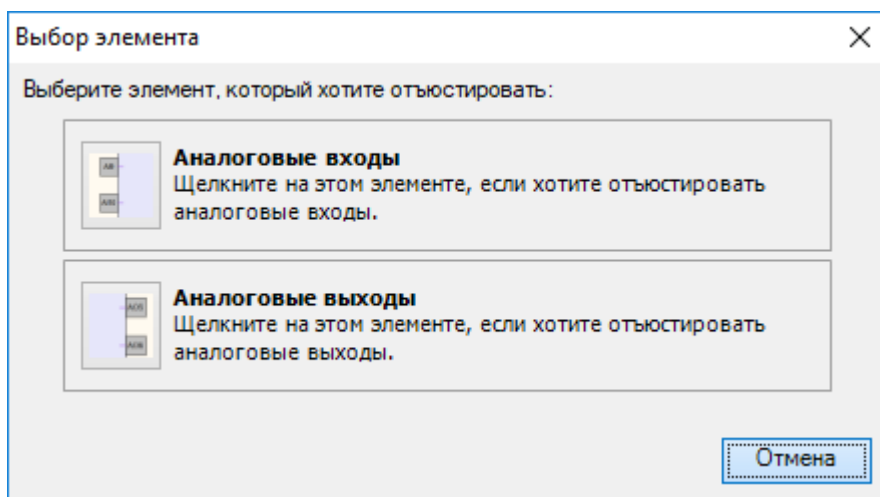 Выбор элемента
Выберите элемент, который хотите отъюстировать:
Аналоговые входы
Щелкните на этом элементе, если хотите отъюстировать
аналоговые входы.
Аналоговые выходы
Щелкните на этом элементе, если хотите отъюстировать
аналоговые выходы.
Отмена